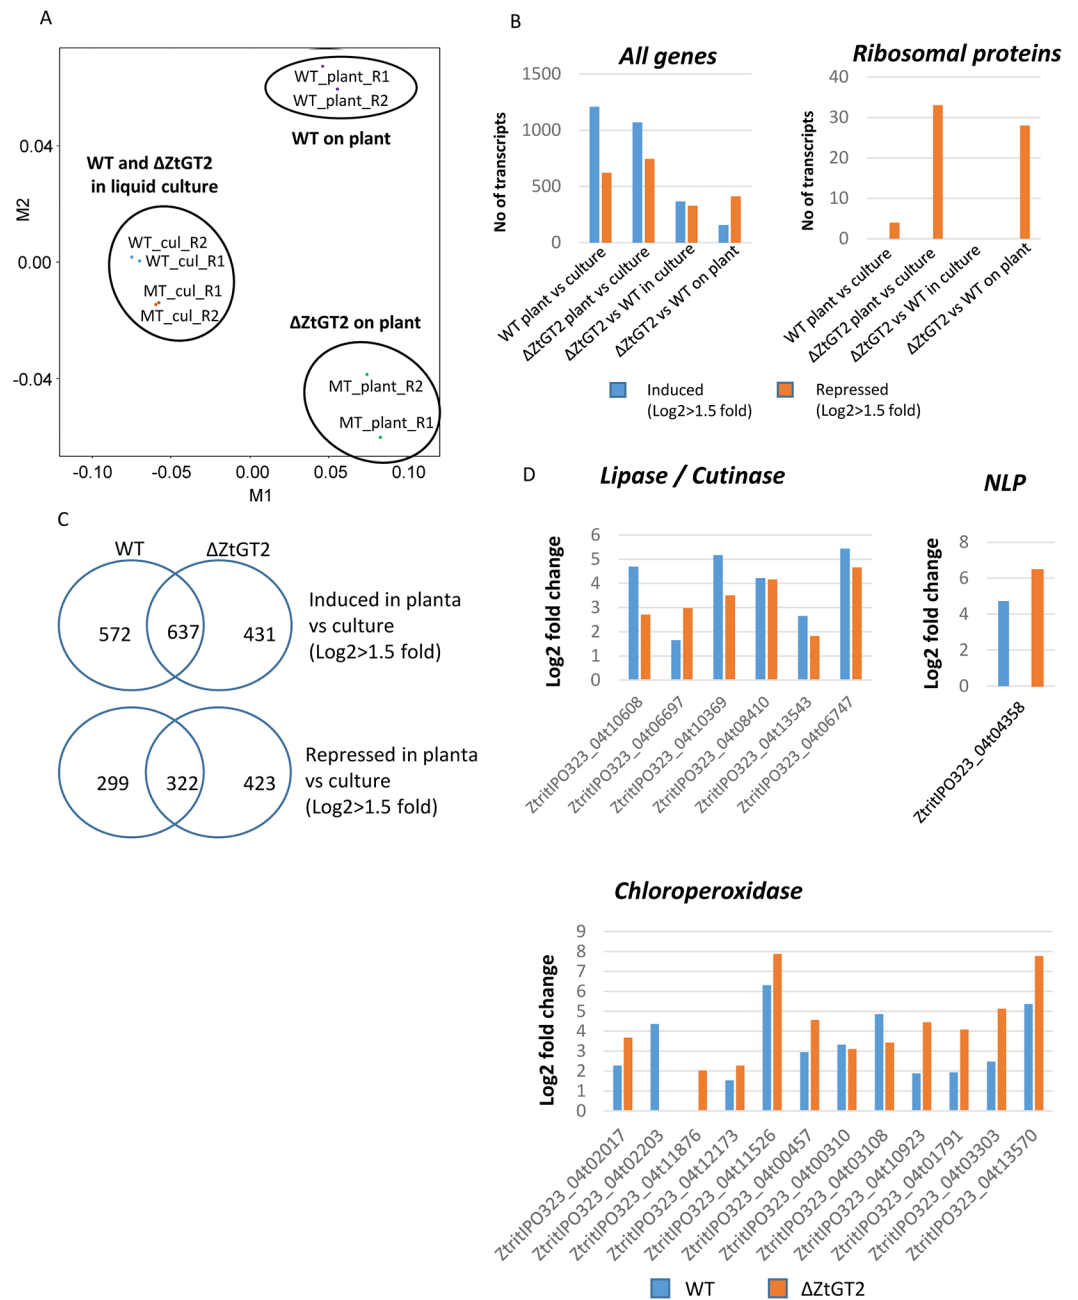 A
WT_plant_R1
WT_plant_R2
WT on plant
WT and ΔZtGT2
in liquid culture
WT_cul_R2
WT_cul_R1
MT_cul_R1
MT_cul_R2
ΔZtGT2 on plant
MT_plant_R2
MT_plant_R1
M2
0.04
0.00
-0.04
-0.10
-0.05
0.00
0.05
0.10
M1
B
All genes
No of transcripts
1500
1000
500
0
WT plant vs culture
ΔZtGT2 plant vs culture
ΔZtGT2 vs WT in culture
ΔZtGT2 vs WT on plant
Ribosomal proteins
No of transcripts
40
30
20
10
0
WT plant vs culture
ΔZtGT2 plant vs culture
ΔZtGT2 vs WT in culture
ΔZtGT2 vs WT on plant
Induced
(Log2>1.5 fold)
Repressed
(Log2>1.5 fold)
C
WT
ΔZtGT2
572
637
431
Induced in planta
vs culture
(Log2>1.5 fold)
299
322
423
Repressed in planta
vs culture
(Log2>1.5 fold)
D
Lipase / Cutinase
Log2 fold change
6
5
4
3
2
1
0
ZtritIPO323_04t10608
ZtritIPO323_04t06697
ZtritIPO323_04t10369
ZtritIPO323_04t08410
ZtritIPO323_04t13543
ZtritIPO323_04t06747
NLP
Log2 fold change
8
6
4
2
0
ZtritIPO323_04t04358
Chloroperoxidase
Log2 fold change
9
8
7
6
5
4
3
2
1
0
ZtritIPO323_04t02017
ZtritIPO323_04t02203
ZtritIPO323_04t11876
ZtritIPO323_04t12173
ZtritIPO323_04t11526
ZtritIPO323_04t00457
ZtritIPO323_04t00310
ZtritIPO323_04t03108
ZtritIPO323_04t10923
ZtritIPO323_04t01791
ZtritIPO323_04t03303
ZtritIPO323_04t13570
WT
ΔZtGT2